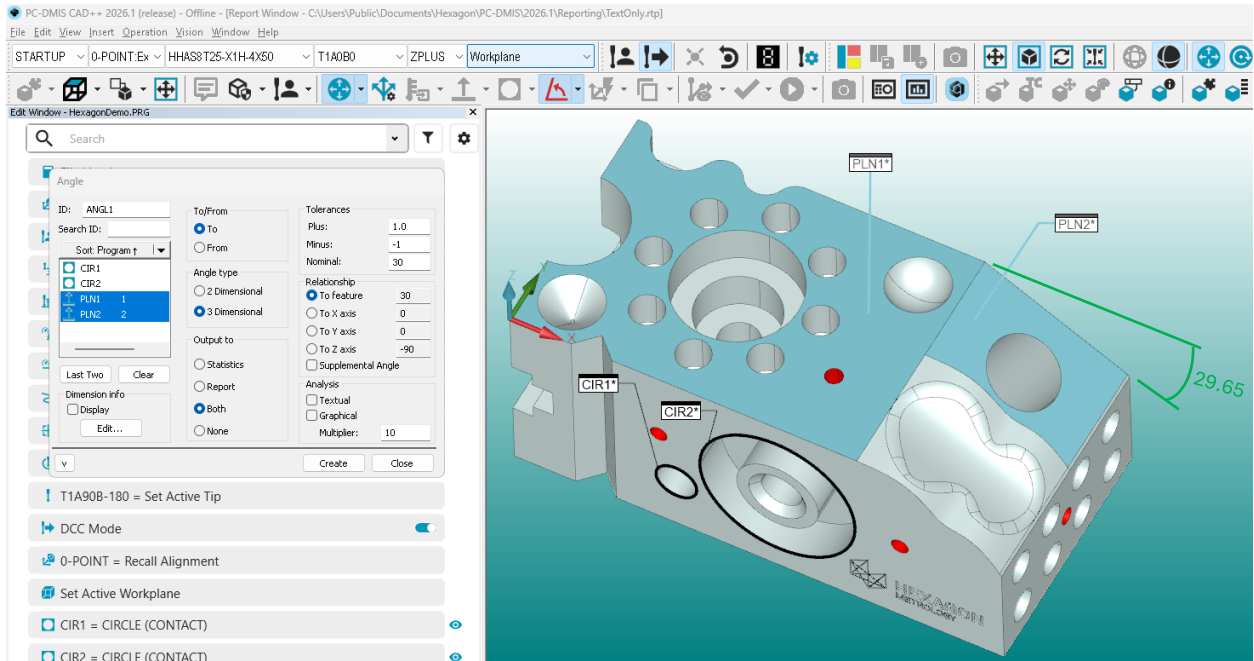 PC-DMIS CAD++ 2026.1 (release) - Offline - [Report Window - C:\Users\Public\Documents\Hexagon\PC-DMIS\2026.1\Reporting\TextOnly.rtp]
File Edit View Insert Operation Vision Window Help
STARTUP 0-POINT:Ex HHAS8T25-X1H-4X50 T1A0B0 ZPLUS Workplane
Edit Window - HexagonDemo.PRG
Search
Angle
ID: ANGL1
Search ID:
Sort: Program ↑
CIR1
CIR2
PLN1 1
PLN2 2
Last Two Clear
Dimension info
Display
Edit...
To/From
To
From
Angle type
2 Dimensional
3 Dimensional
Output to
Statistics
Report
Both
None
Tolerances
Plus: 1.0
Minus: -1
Nominal: 30
Relationship
To feature 30
To X axis 0
To Y axis 0
To Z axis -90
Supplemental Angle
Analysis
Textual
Graphical
Multiplier: 10
v
Create Close
T1A90B-180 = Set Active Tip
DCC Mode
0-POINT = Recall Alignment
Set Active Workplane
CIR1 = CIRCLE (CONTACT)
CIR2 = CIRCLE (CONTACT)
PLN1*
PLN2*
Z
Y
X
CIR1*
CIR2*
29.65
HEXAGON
METROLOGY